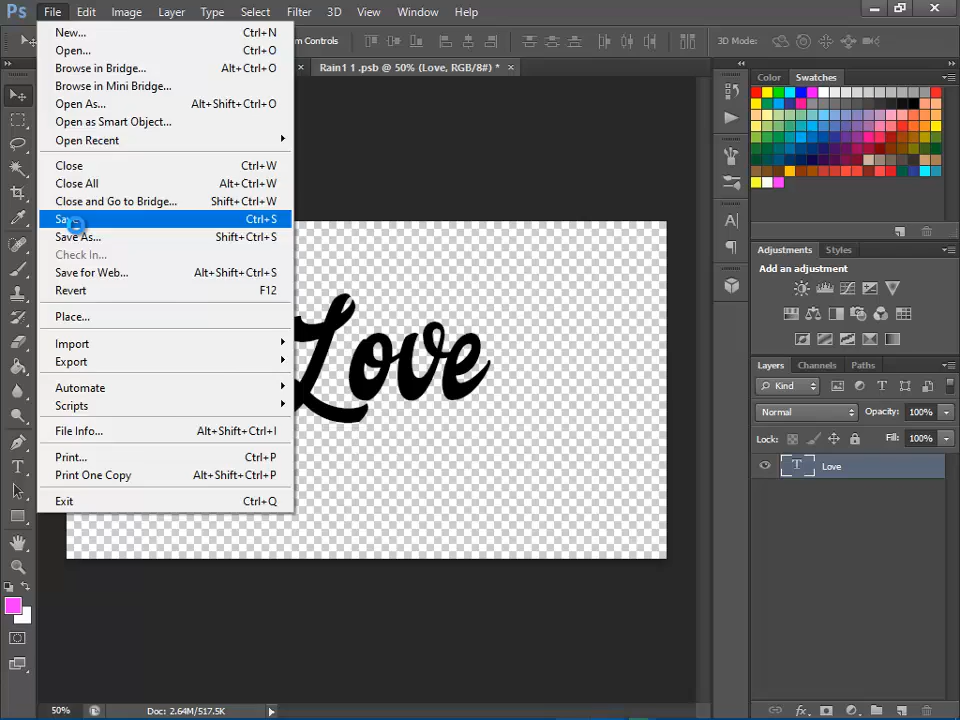 Ps File Edit Image Layer Type Select Filter 3D View Window Help
m Controls 3D Mode:
Rain1 1 .psb @ 50% (Love, RGB/8#) * ×
New... Ctrl+N
Open... Ctrl+O
Browse in Bridge... Alt+Ctrl+O
Browse in Mini Bridge...
Open As... Alt+Shift+Ctrl+O
Open as Smart Object...
Open Recent
Close Ctrl+W
Close All Alt+Ctrl+W
Close and Go to Bridge... Shift+Ctrl+W
Save Ctrl+S
Save As... Shift+Ctrl+S
Check In...
Save for Web... Alt+Shift+Ctrl+S
Revert F12
Place...
Import
Export
Automate
Scripts
File Info... Alt+Shift+Ctrl+I
Print... Ctrl+P
Print One Copy Alt+Shift+Ctrl+P
Exit Ctrl+Q
Love
Color Swatches
Adjustments Styles
Add an adjustment
Layers Channels Paths
Kind
Normal Opacity: 100%
Lock: Fill: 100%
T Love
50% Doc: 2.64M/517.5K